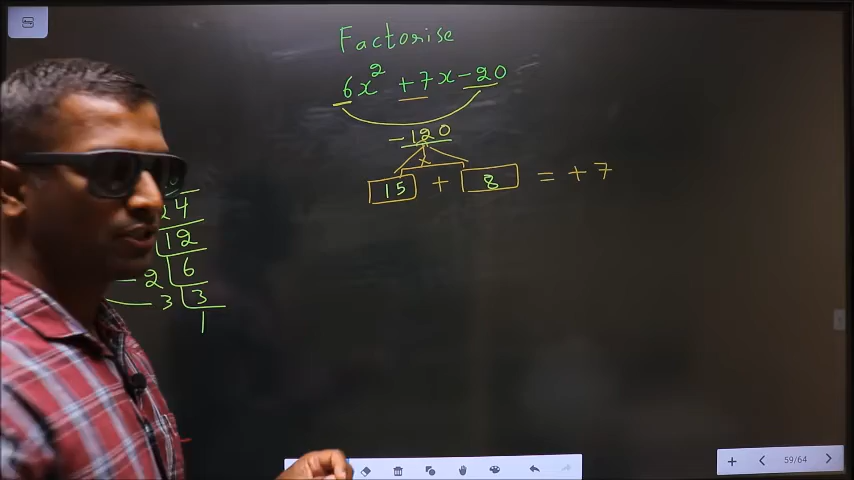 Factorise
6x² +7x-20
-120
x
15 + 8 = +7
24
12
2 6
3 3
1
59/64